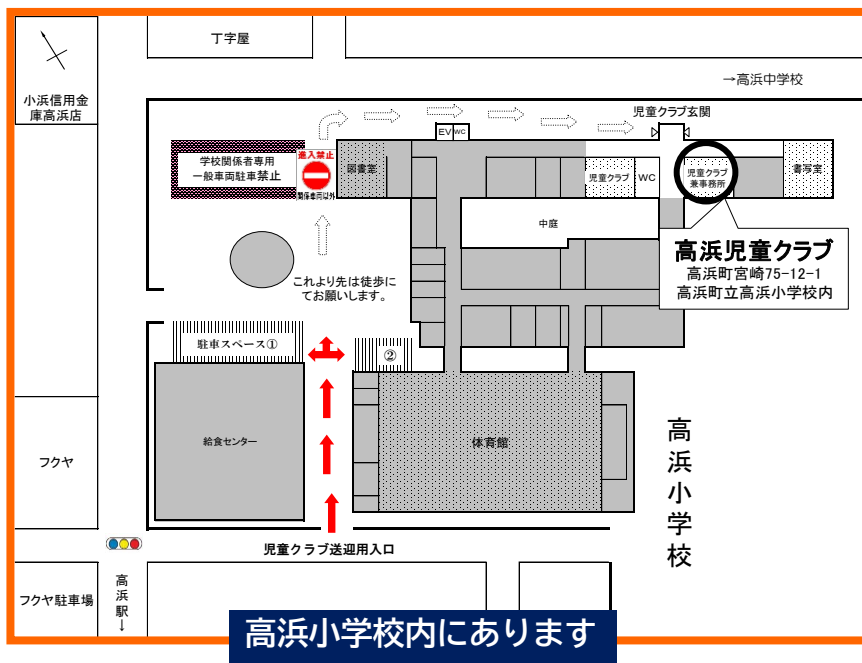 丁字屋
小浜信用金
庫高浜店
→高浜中学校
児童クラブ玄関
EV
WC
学校関係者専用
一般車両駐車禁止
進入禁止
関係車両以外
図書室
児童クラブ
WC
児童クラブ
兼事務所
書写室
中庭
高浜児童クラブ
高浜町宮崎75-12-1
高浜町立高浜小学校内
これより先は徒歩に
てお願いします。
駐車スペース①
②
給食センター
体育館
高浜小学校
フクヤ
児童クラブ送迎用入口
フクヤ駐車場
高浜駅↓
高浜小学校内にあります